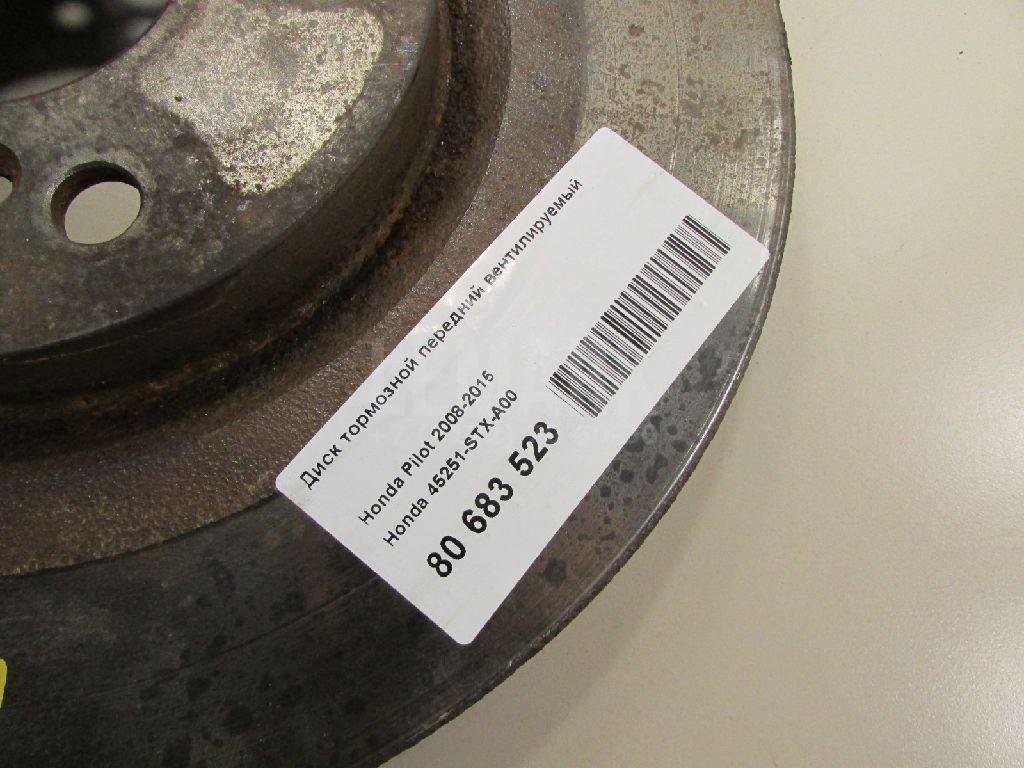 Диск тормозной передний вентилируемый
Honda Pilot 2008-2015
Honda 45251-STX-A00
80 683 523